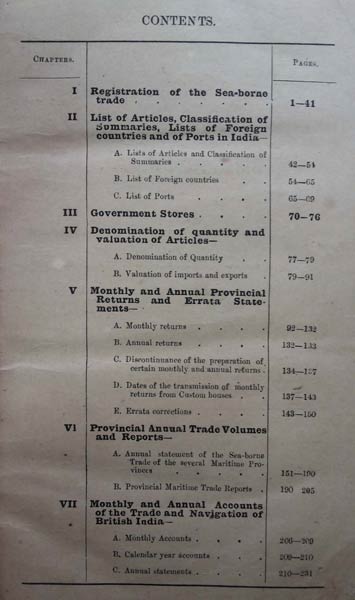 CONTENTS.
CHAPTERS. PAGES.
I Registration of the Sea-borne
trade . . . . . . 1—41
II List of Articles, Classification of
Summaries, Lists of Foreign
countries and of Ports in India—
A. Lists of Articles and Classification of
Summaries . . . . . 42—54
B. List of Foreign countries . . 54—65
C. List of Ports . . . . 65—69
III Government Stores . . . . 70—76
IV Denomination of quantity and
valuation of Articles—
A. Denomination of Quantity . . 77—79
B. Valuation of imports and exports . 79—91
V Monthly and Annual Provincial
Returns and Errata State-
ments—
A. Monthly returns . . . . 92—132
B. Annual returns . . . . 132—133
C. Discontinuance of the preparation of
certain monthly and annual returns . 134—137
D. Dates of the transmission of monthly
returns from Custom houses . . 137—143
E. Errata corrections . . . . 143—150
VI Provincial Annual Trade Volumes
and Reports—
A. Annual statement of the Sea-borne
Trade of the several Maritime Pro-
vinces . . . . . 151—190
B. Provincial Maritime Trade Reports . 190 205
VII Monthly and Annual Accounts
of the Trade and Navigation of
British India—
A. Monthly Accounts . . . . 206—209
B. Calendar year accounts . . . 209—210
C. Annual statements . . . . 210—231